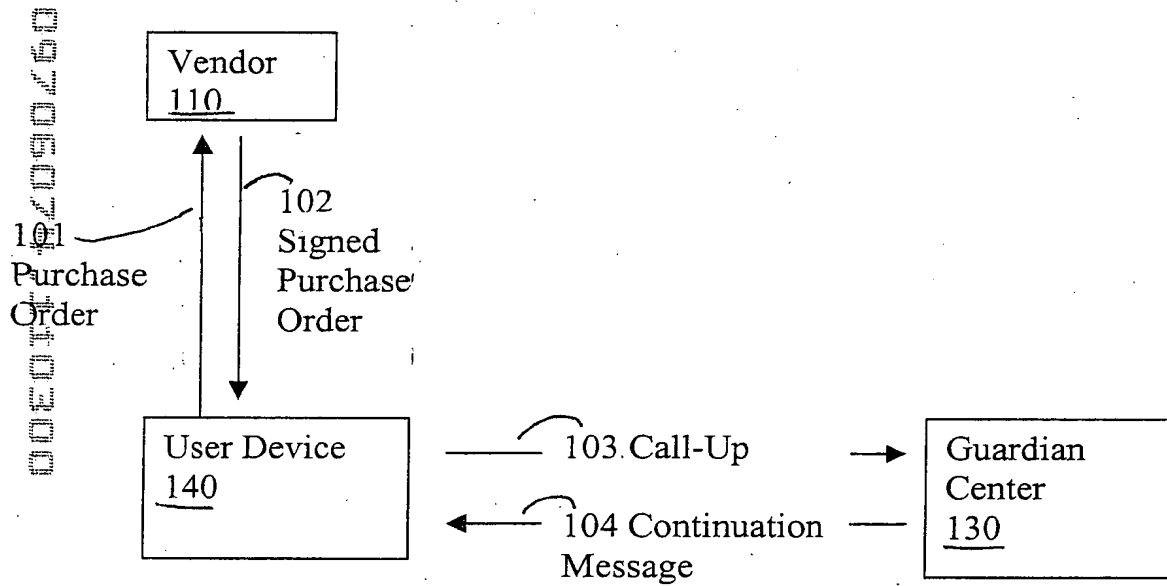 Vendor
110
102
Signed
Purchase
Order
101
Purchase
Order
User Device
140
103 Call-Up
104 Continuation
Message
Guardian
Center
130